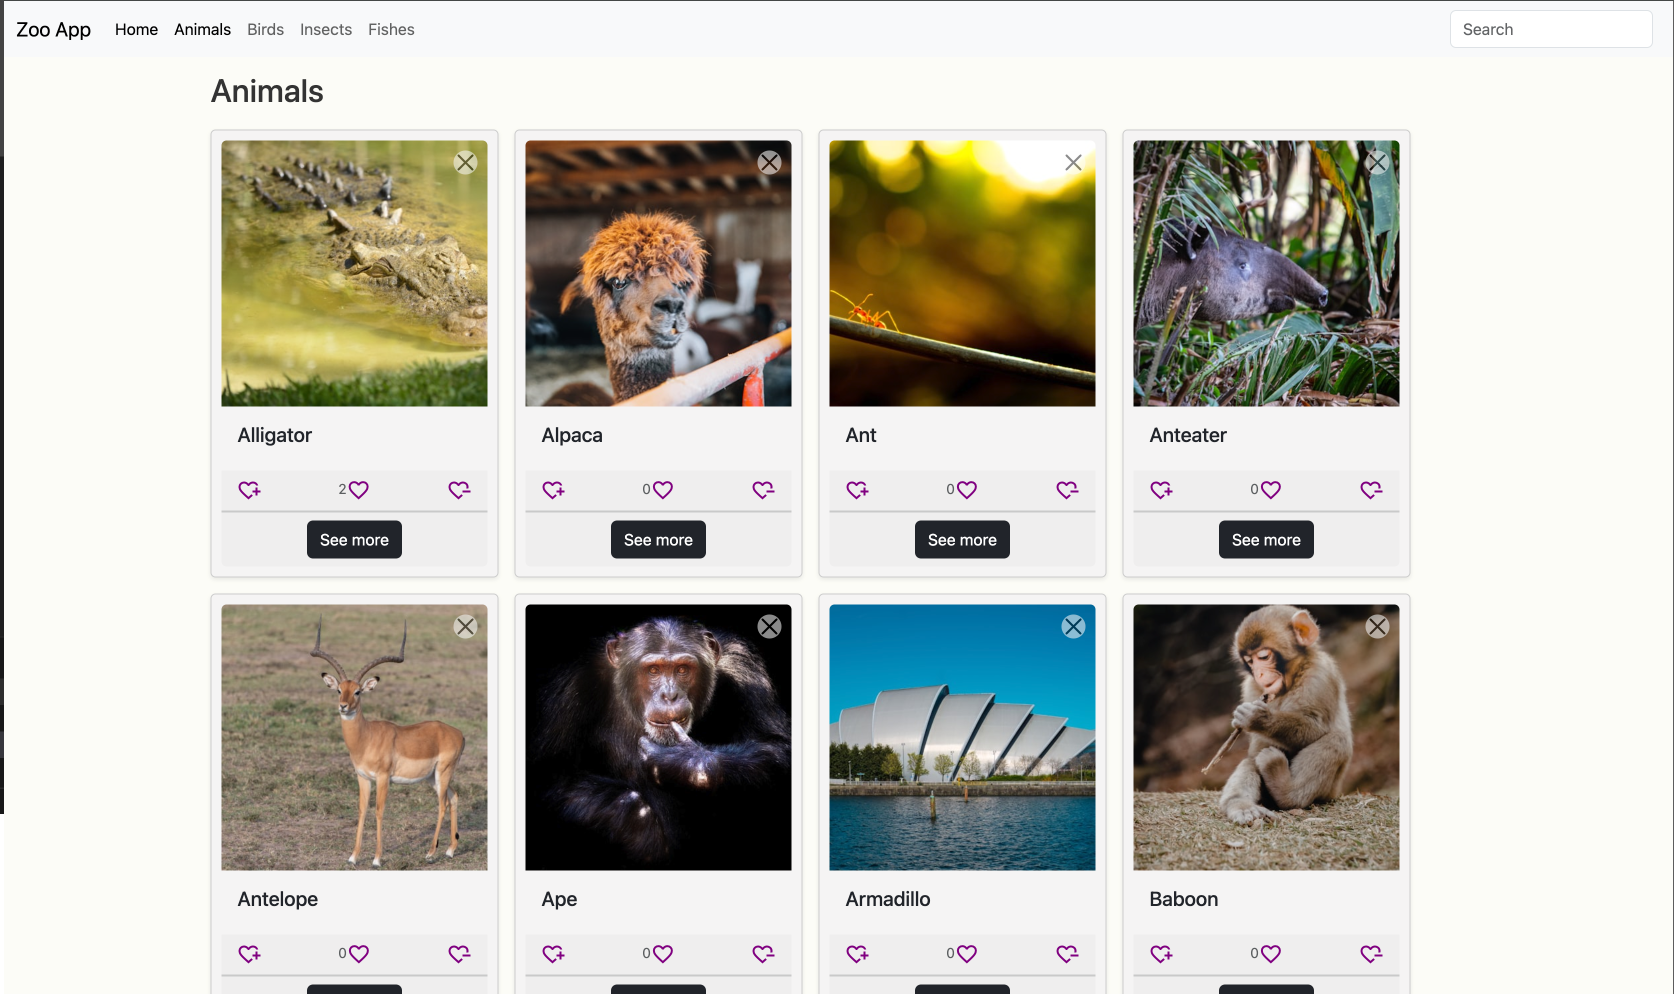 Zoo App Home Animals Birds Insects Fishes Search
Animals
Alligator Alpaca Ant Anteater
2 0 0 0
See more See more See more See more
Antelope Ape Armadillo Baboon
0 0 0 0